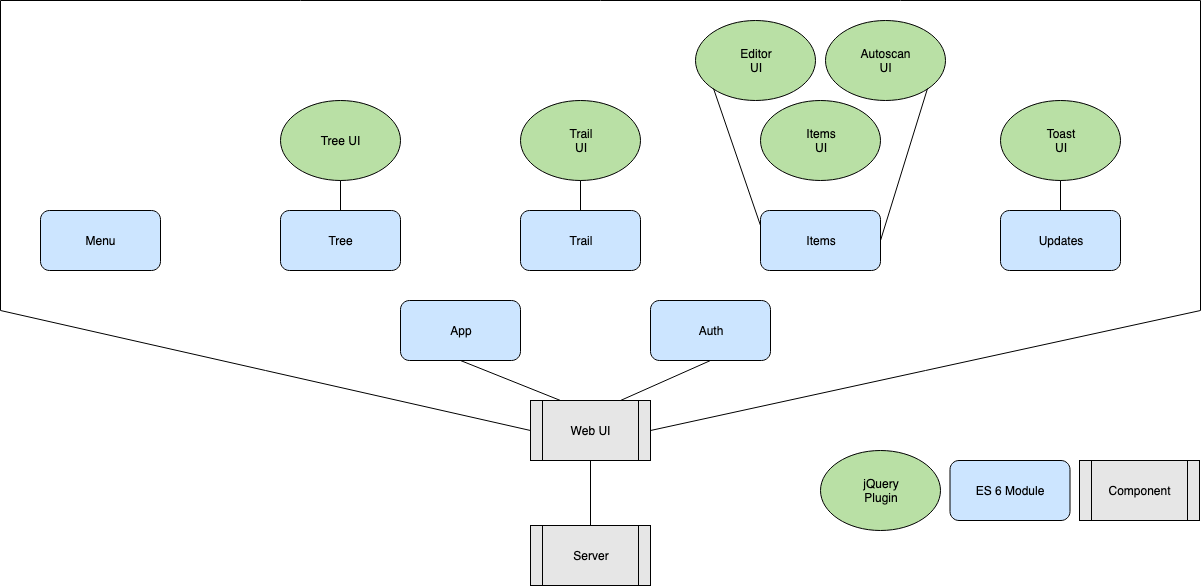 Editor
UI
Autoscan
UI
Tree UI
Trail
UI
Items
UI
Toast
UI
Menu
Tree
Trail
Items
Updates
App
Auth
Web UI
jQuery
Plugin
ES 6 Module
Component
Server